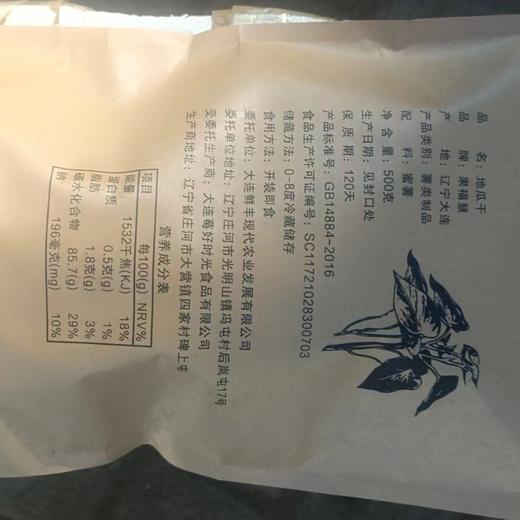 品 名：地瓜干
品 牌：果福慧
产 地：辽宁大连
产品类别：薯类制品
配 料：蜜薯
净 含 量：500克
生产日期：见封口处
保 质 期：120天
产品标准号：GB14884-2016
食品生产许可证编号：SC11721028300703
储藏方法：0-8度冷藏储存
食用方法：开袋即食
委托单位：大连鲜丰现代农业发展有限公司
委托单位地址：辽宁庄河市光明山镇冯屯村后岚屯17号
受委托生产商：大连莓好时光食品有限公司
生产商地址：辽宁省庄河市大营镇四家村碑上屯
营养成分表
项目 每100(g) NRV%
能量 1532千焦(KJ) 18%
蛋白质 0.5克(g) 1%
脂肪 1.8克(g) 3%
碳水化合物 85.7(g) 29%
钠 196毫克(mg) 10%